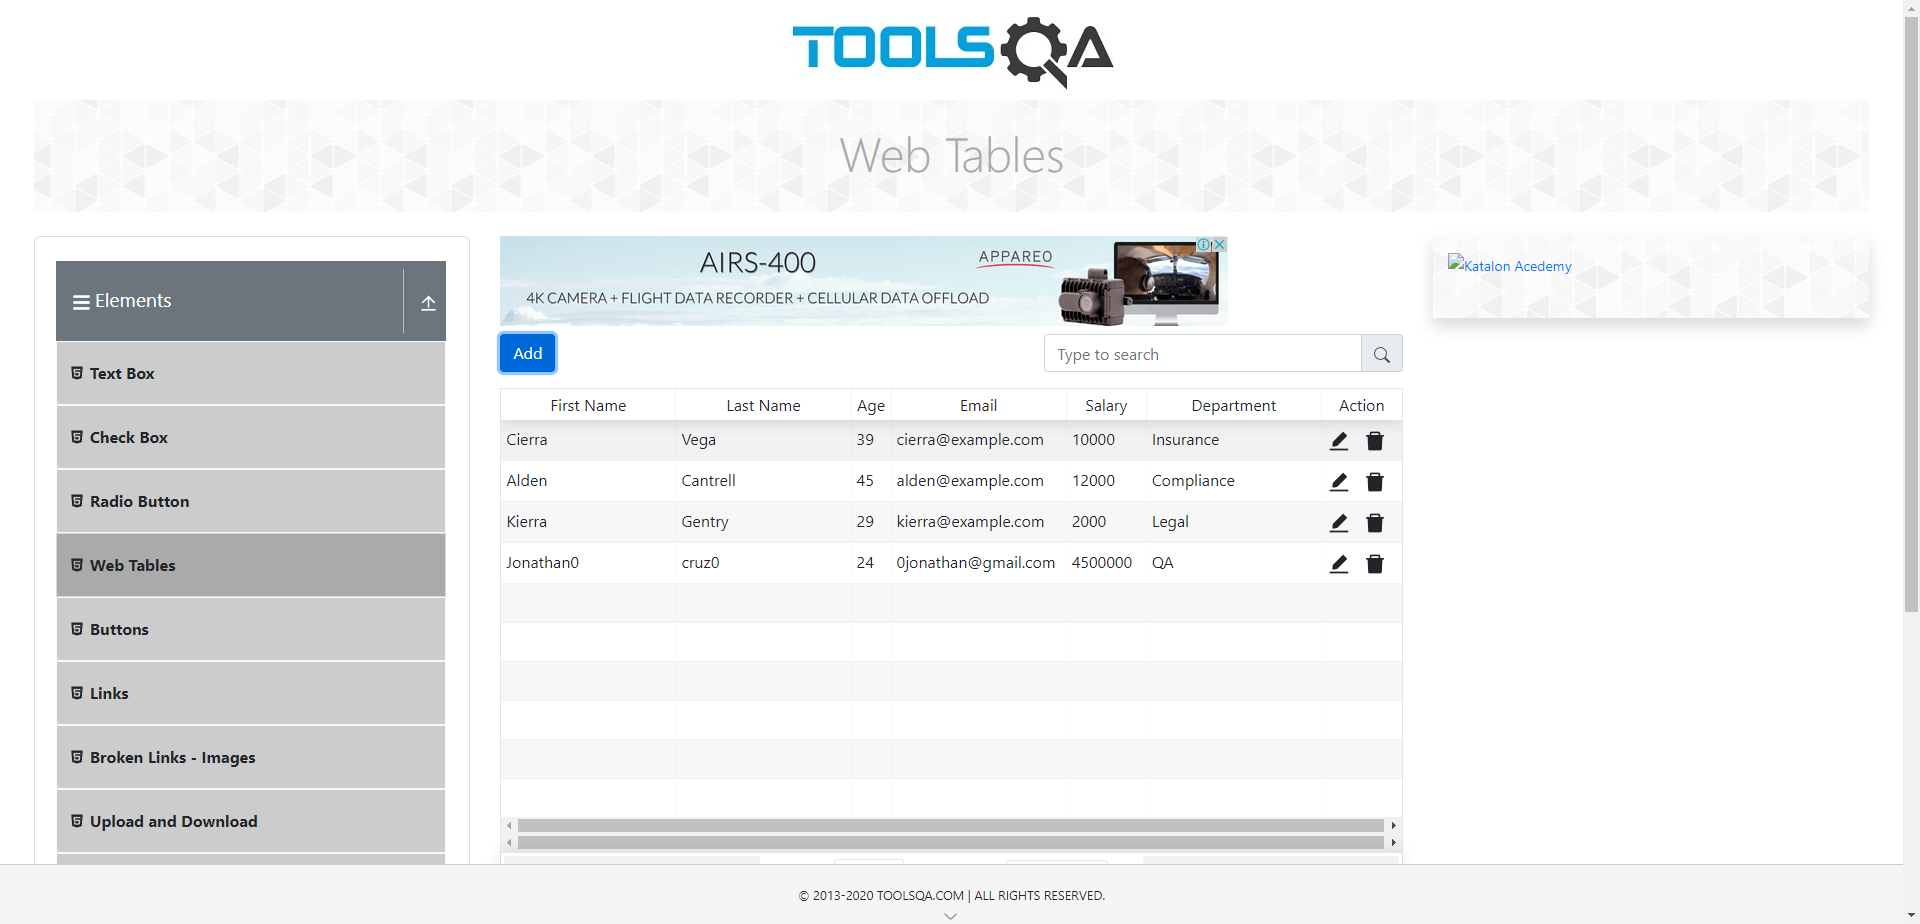 TOOLSQA
Web Tables
Elements
Text Box
Check Box
Radio Button
Web Tables
Buttons
Links
Broken Links - Images
Upload and Download
AIRS-400
APPAREO
4K CAMERA + FLIGHT DATA RECORDER + CELLULAR DATA OFFLOAD
Add
Type to search
First Name Last Name Age Email Salary Department Action
Cierra Vega 39 cierra@example.com 10000 Insurance
Alden Cantrell 45 alden@example.com 12000 Compliance
Kierra Gentry 29 kierra@example.com 2000 Legal
Jonathan0 cruz0 24 0jonathan@gmail.com 4500000 QA
Katalon Acedemy
© 2013-2020 TOOLSQA.COM | ALL RIGHTS RESERVED.